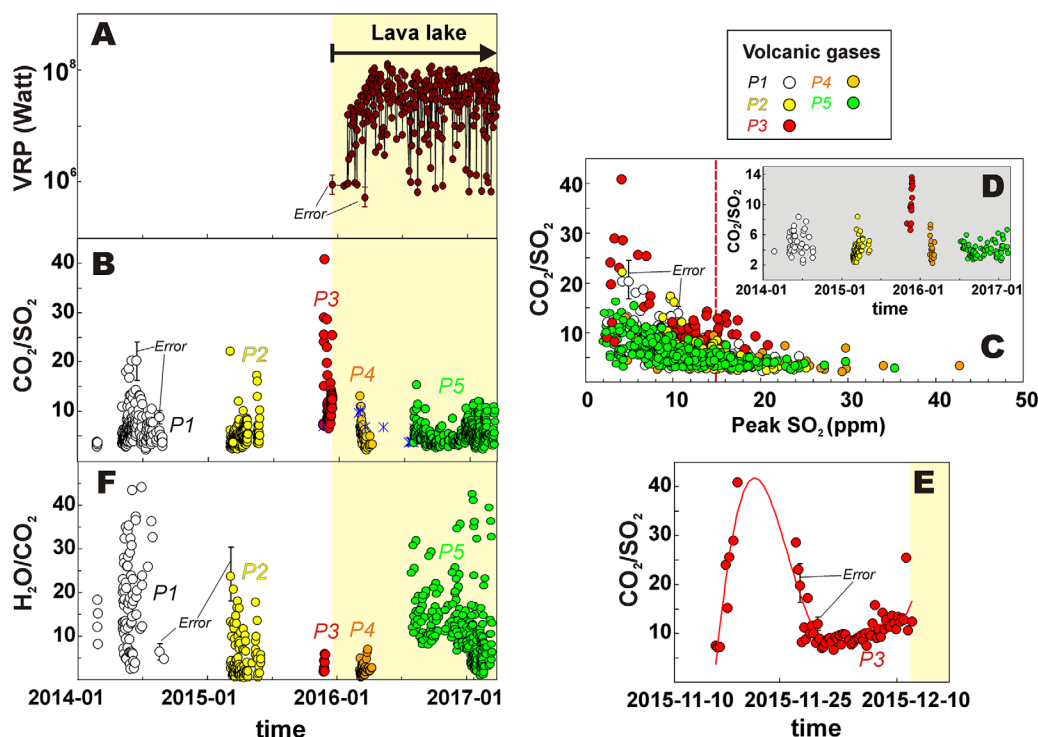 A
Lava lake
VRP (Watt)
10⁸
10⁶
Error
B
CO₂/SO₂
40
30
20
10
Error
P1
P2
P3
P4
P5
F
H₂O/CO₂
40
30
20
10
P1
Error
P2
P3
P4
P5
2014-01
2015-01
2016-01
2017-01
time
Volcanic gases
P1
P4
P2
P5
P3
CO₂/SO₂
40
30
20
10
Error
C
0
10
20
30
40
50
Peak SO₂ (ppm)
D
CO₂/SO₂
14
10
6
2
2014-01
2015-01
2016-01
2017-01
time
E
CO₂/SO₂
40
30
20
10
Error
P3
2015-11-10
2015-11-25
2015-12-10
time